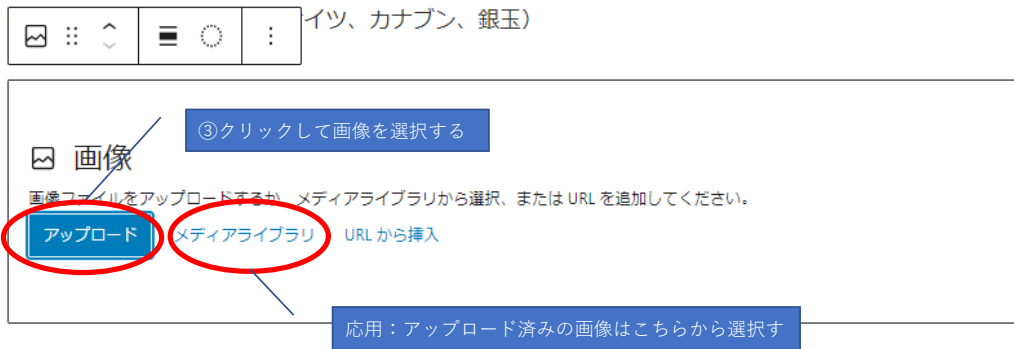 イツ、カナブン、銀玉）
③クリックして画像を選択する
画像
画像ファイルをアップロードするか、メディアライブラリから選択、または URL を追加してください。
アップロード メディアライブラリ URL から挿入
応用：アップロード済みの画像はこちらから選択す